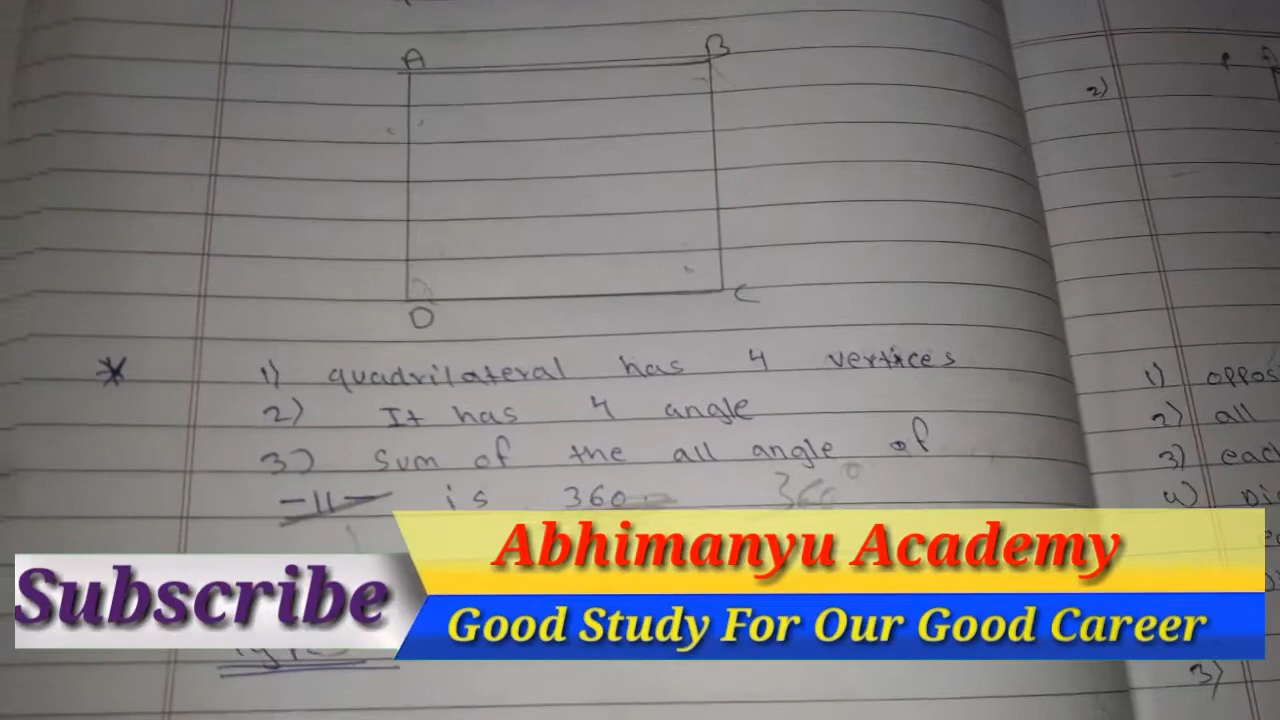 A B
D C
* 1) quadrilateral has 4 vertices
2) It has 4 angle
3) Sum of the all angle of
-11- is 360 360°
2)
1) oppos
2) all
3) each
4)
3)
Subscribe
Abhimanyu Academy
Good Study For Our Good Career